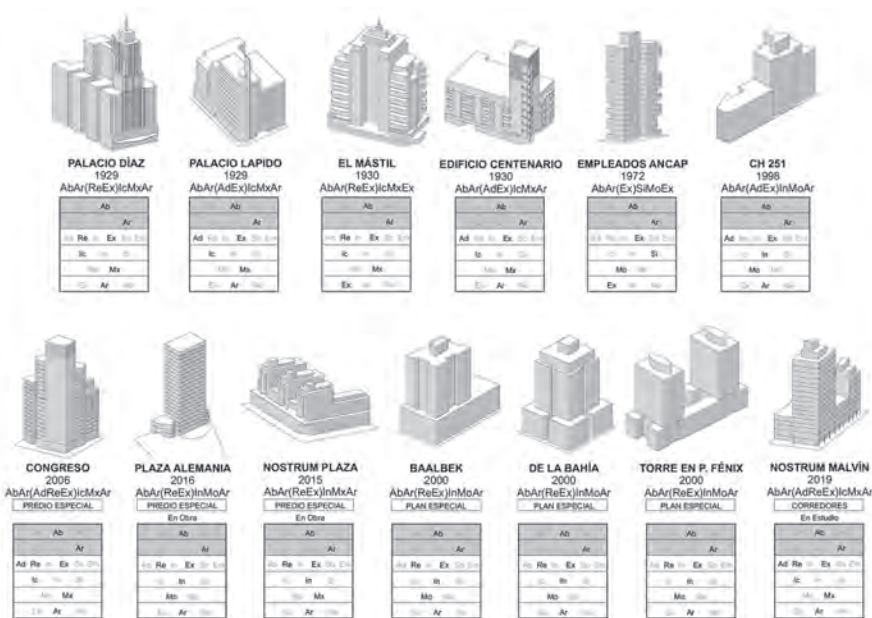 PALACIO DÍAZ
1929
AbAr(ReEx)IcMxAr
Ab
Ar
Re Ex
Ic
Mx
Ar
PALACIO LAPIDO
1929
AbAr(AdEx)IcMxAr
Ab
Ar
Ad Ex
Ic
Mx
Ar
EL MÁSTIL
1930
AbAr(ReEx)IcMxEx
Ab
Ar
Re Ex
Ic
Mx
Ex
EDIFICIO CENTENARIO
1930
AbAr(AdEx)IcMxAr
Ab
Ar
Ad Ex
Ic
Mx
Ar
EMPLEADOS ANCAP
1972
AbAr(Ex)SiMoEx
Ab
Ar
Ex
Si
Mo
Ex
CH 251
1998
AbAr(AdEx)InMoAr
Ab
Ar
Ad Ex
In
Mo
Ar
CONGRESO
2006
AbAr(AdReEx)IcMxAr
PREDIO ESPECIAL
Ab
Ar
Ad Re Ex
Ic
Mx
Ar
PLAZA ALEMANIA
2016
AbAr(ReEx)InMoAr
PREDIO ESPECIAL
En Obra
Ab
Ar
Re Ex
In
Mo
Ar
NOSTRUM PLAZA
2015
AbAr(ReEx)InMxAr
PREDIO ESPECIAL
En Obra
Ab
Ar
Re Ex
In
Mx
Ar
BAALBEK
2000
AbAr(ReEx)InMoAr
PLAN ESPECIAL
Ab
Ar
Re Ex
In
Mo
Ar
DE LA BAHÍA
2000
AbAr(ReEx)InMoAr
PLAN ESPECIAL
Ab
Ar
Re Ex
In
Mo
Ar
TORRE EN P. FÉNIX
2000
AbAr(ReEx)InMoAr
PLAN ESPECIAL
Ab
Ar
Re Ex
In
Mo
Ar
NOSTRUM MALVÍN
2019
AbAr(AdReEx)IcMxAr
CORREDORES
En Estudio
Ab
Ar
Ad Re Ex
Ic
Mx
Ar